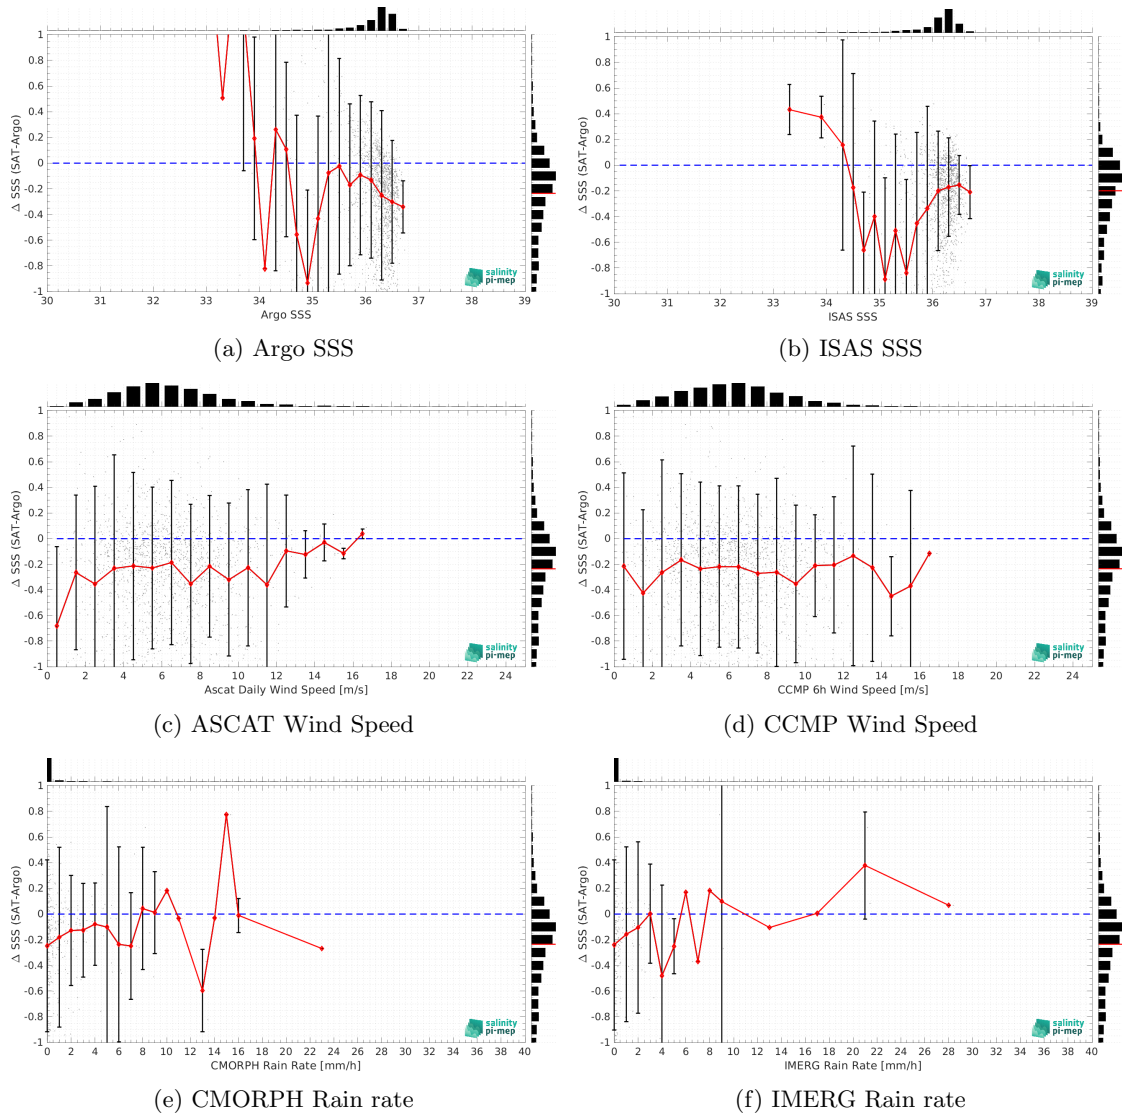 Δ SSS (SAT-Argo)
1
0.8
0.6
0.4
0.2
0
-0.2
-0.4
-0.6
-0.8
-1
salinity
pi-mep
30 31 32 33 34 35 36 37 38 39
Argo SSS
(a) Argo SSS
Δ SSS (SAT-Argo)
1
0.8
0.6
0.4
0.2
0
-0.2
-0.4
-0.6
-0.8
-1
salinity
pi-mep
30 31 32 33 34 35 36 37 38 39
ISAS SSS
(b) ISAS SSS
Δ SSS (SAT-Argo)
1
0.8
0.6
0.4
0.2
0
-0.2
-0.4
-0.6
-0.8
-1
salinity
pi-mep
0 2 4 6 8 10 12 14 16 18 20 22 24
Ascat Daily Wind Speed [m/s]
(c) ASCAT Wind Speed
Δ SSS (SAT-Argo)
1
0.8
0.6
0.4
0.2
0
-0.2
-0.4
-0.6
-0.8
-1
salinity
pi-mep
0 2 4 6 8 10 12 14 16 18 20 22 24
CCMP 6h Wind Speed [m/s]
(d) CCMP Wind Speed
Δ SSS (SAT-Argo)
1
0.8
0.6
0.4
0.2
0
-0.2
-0.4
-0.6
-0.8
-1
salinity
pi-mep
0 2 4 6 8 10 12 14 16 18 20 22 24 26 28 30 32 34 36 38 40
CMORPH Rain Rate [mm/h]
(e) CMORPH Rain rate
Δ SSS (SAT-Argo)
1
0.8
0.6
0.4
0.2
0
-0.2
-0.4
-0.6
-0.8
-1
salinity
pi-mep
0 2 4 6 8 10 12 14 16 18 20 22 24 26 28 30 32 34 36 38 40
IMERG Rain Rate [mm/h]
(f) IMERG Rain rate